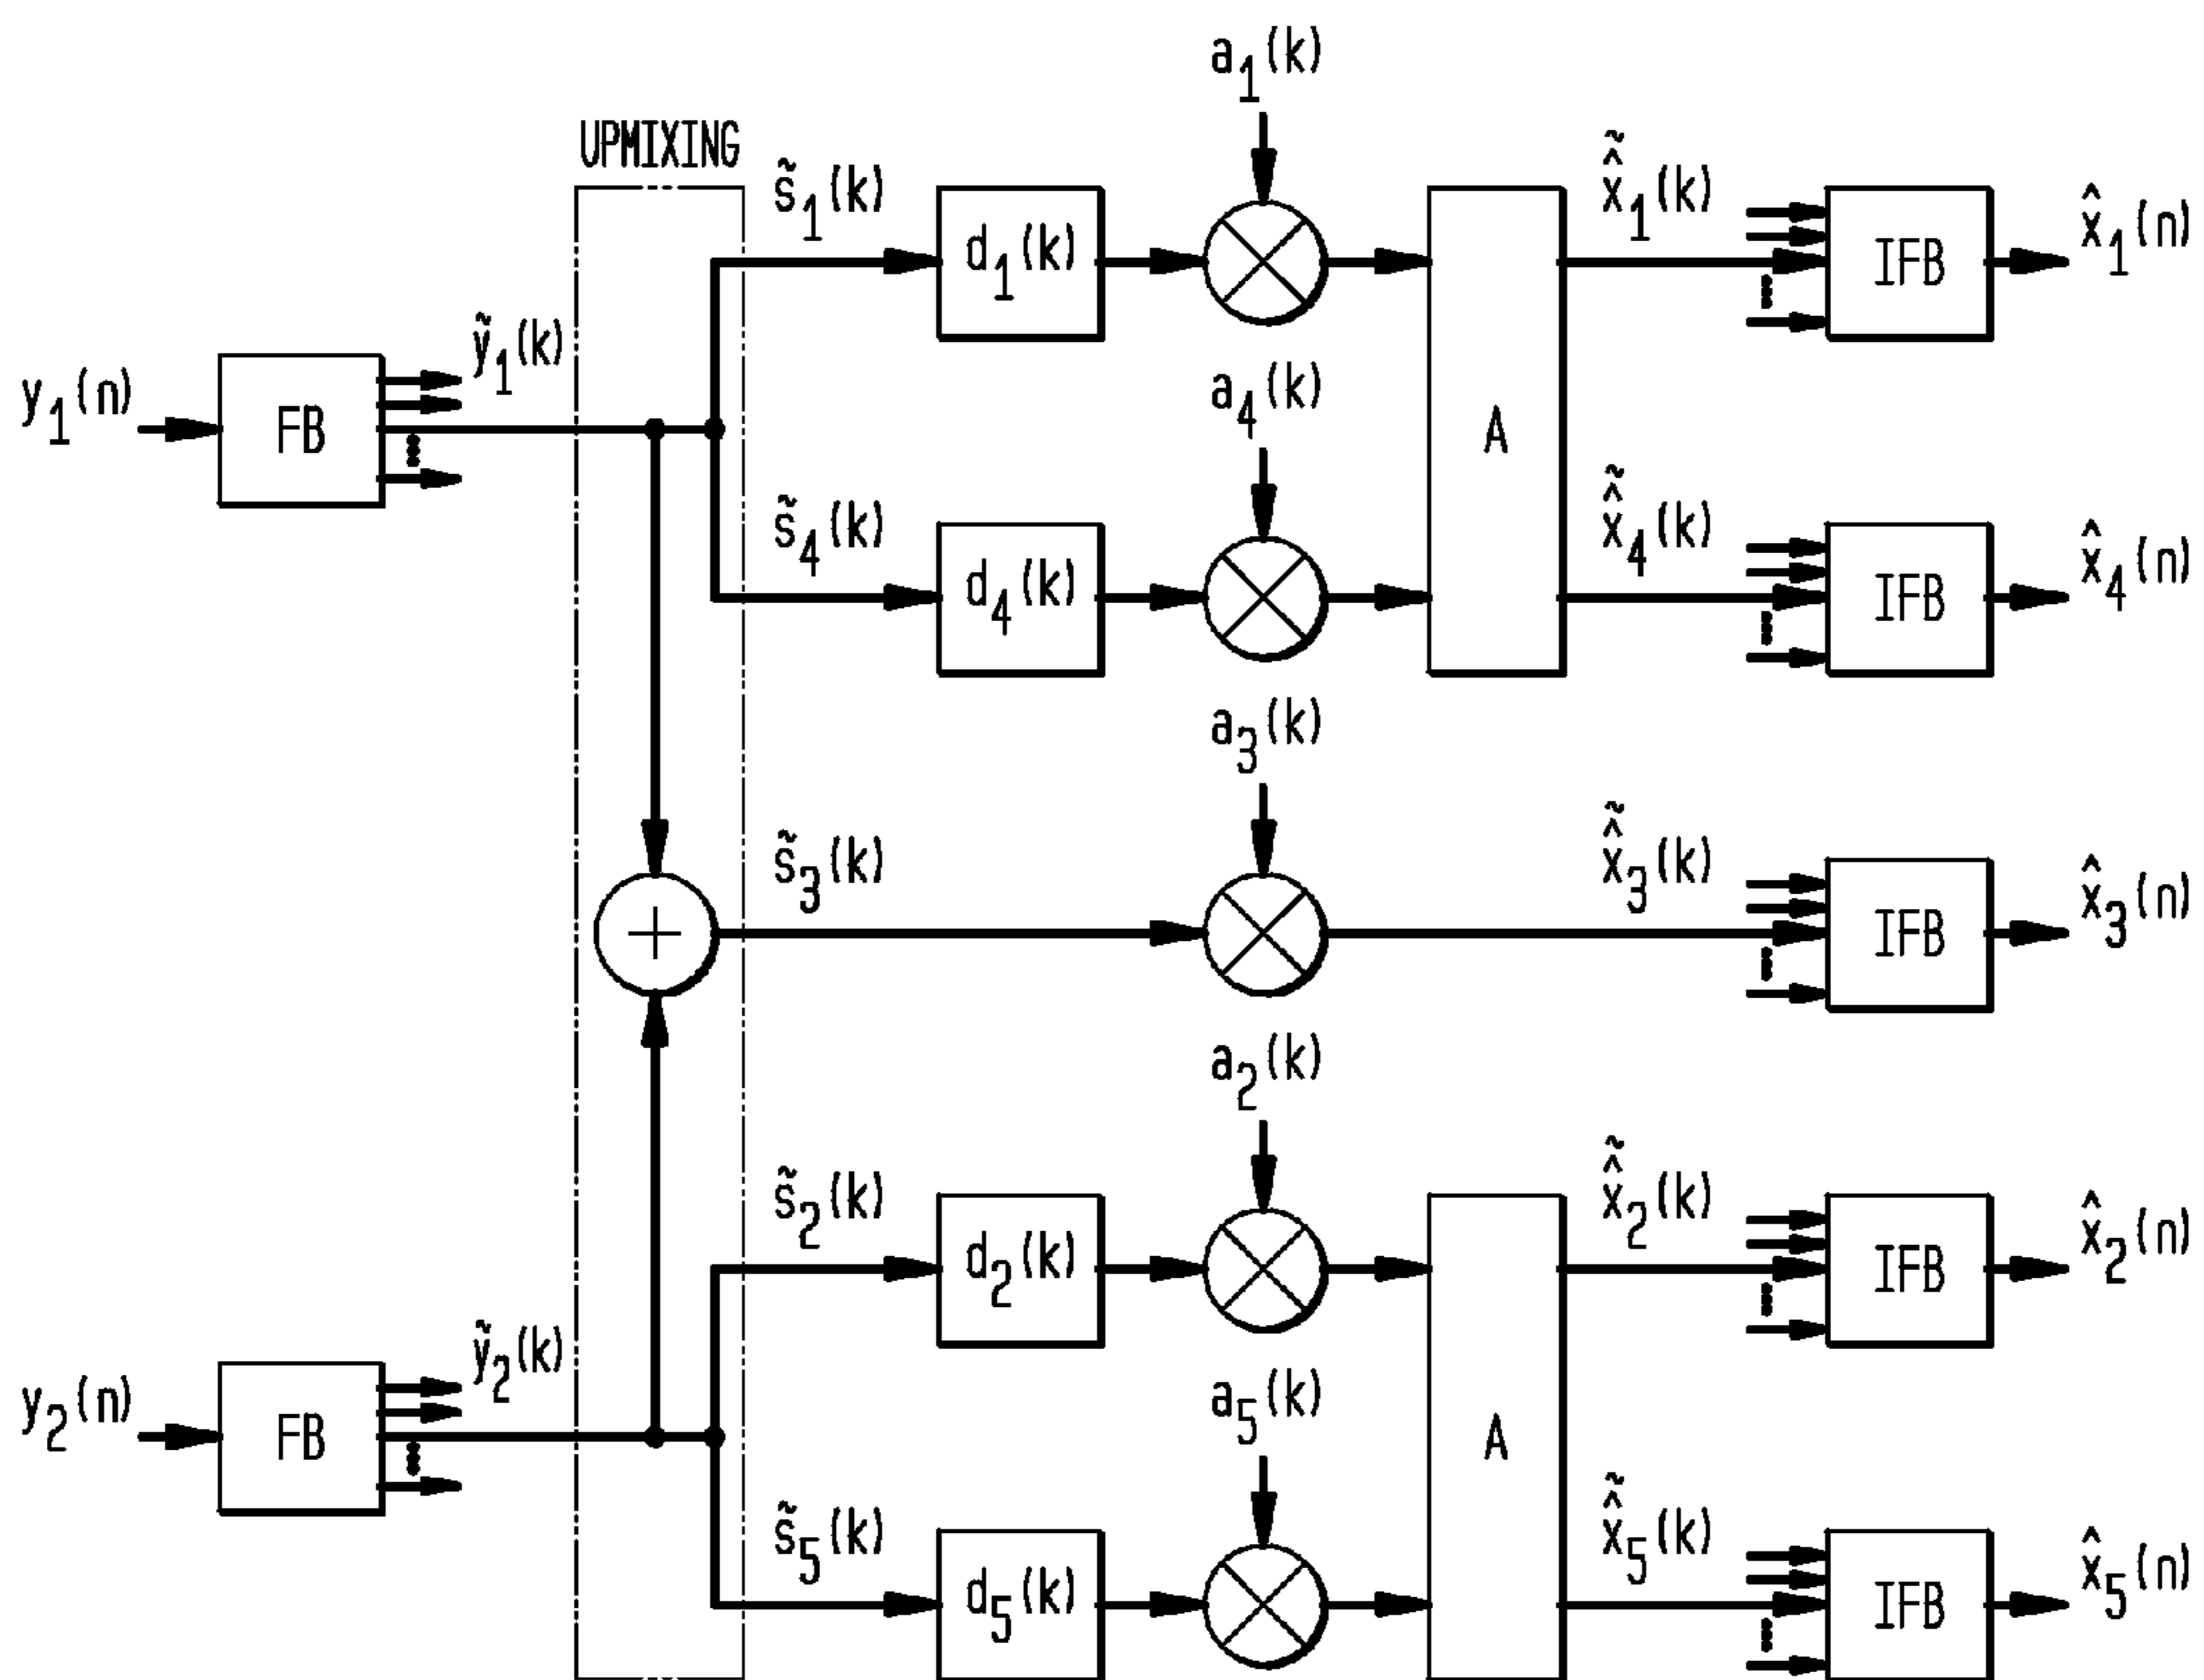 a₁(k)
UPMIXING
s̃₁(k)
d₁(k)
x̃̂₁(k)
IFB
x̂₁(n)
ỹ₁(k)
y₁(n)
FB
a₄(k)
A
s̃₄(k)
d₄(k)
x̃̂₄(k)
IFB
x̂₄(n)
a₃(k)
s̃₃(k)
+
x̃̂₃(k)
IFB
x̂₃(n)
a₂(k)
s̃₂(k)
d₂(k)
x̃̂₂(k)
IFB
x̂₂(n)
ỹ₂(k)
y₂(n)
FB
a₅(k)
A
s̃₅(k)
d₅(k)
x̃̂₅(k)
IFB
x̂₅(n)